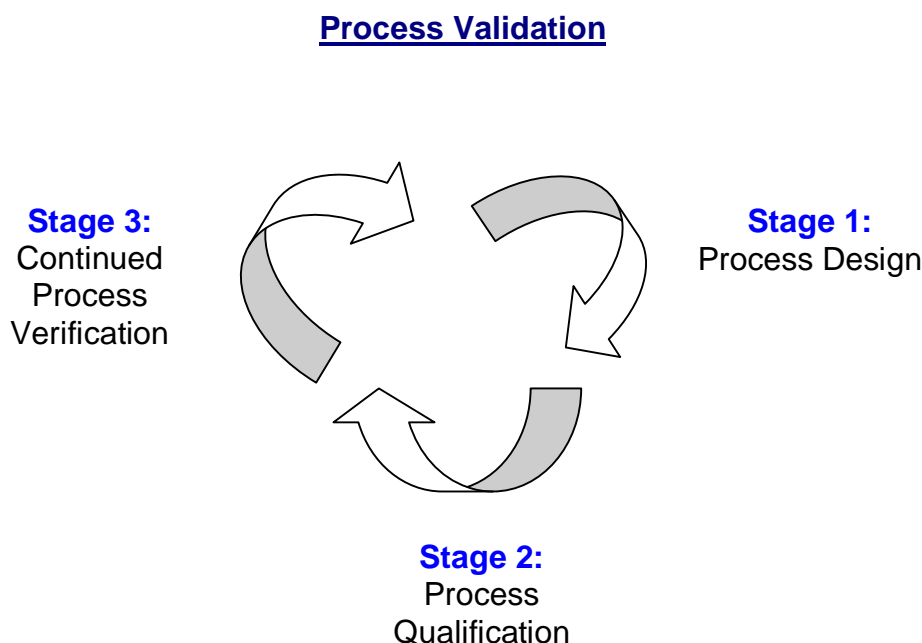 Process Validation
Stage 1:
Process Design
Stage 2:
Process
Qualification
Stage 3:
Continued
Process
Verification